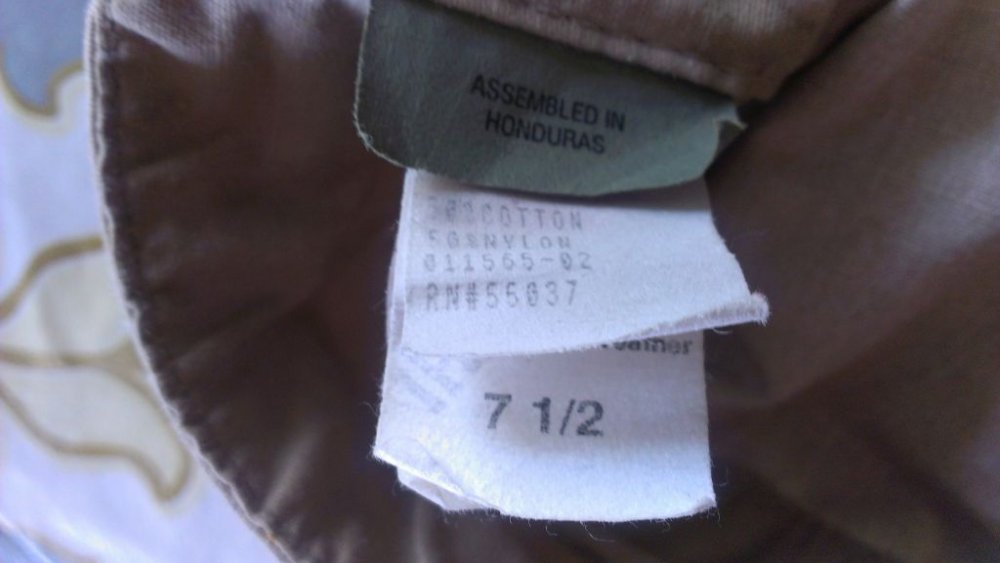 ASSEMBLED IN
HONDURAS
COTTON
NYLON
011565-02
RN#55037
7 1/2